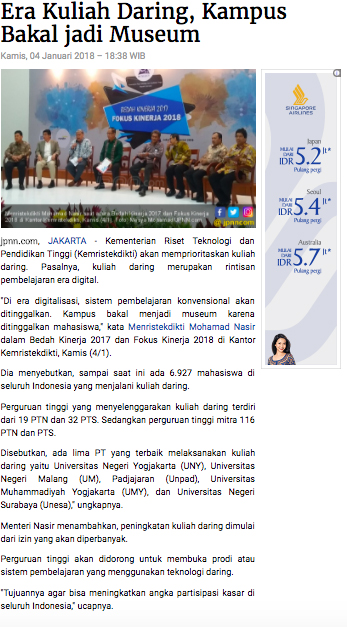 Era Kuliah Daring, Kampus
Bakal jadi Museum
Kamis, 04 Januari 2018 – 18:38 WIB
BEDAH KINERJA 2017
FOKUS KINERJA 2018
Menristekdikti Mohamad Nasir saat acara Bedah Kinerja 2017 dan Fokus Kinerja
2018 di Kantor Kemristekdikti, Kamis (4/1). Foto:
SINGAPORE
AIRLINES
Japan
MULAI DARI IDR 5.2 jt*
Pulang pergi
Seoul
MULAI DARI IDR 5.4 jt*
Pulang pergi
Australia
MULAI DARI IDR 5.7 jt*
Pulang pergi
jpnn.com, JAKARTA - Kementerian Riset Teknologi dan
Pendidikan Tinggi (Kemristekdikti) akan memprioritaskan kuliah
daring. Pasalnya, kuliah daring merupakan rintisan
pembelajaran era digital.
"Di era digitalisasi, sistem pembelajaran konvensional akan
ditinggalkan. Kampus bakal menjadi museum karena
ditinggalkan mahasiswa," kata Menristekdikti Mohamad Nasir
dalam Bedah Kinerja 2017 dan Fokus Kinerja 2018 di Kantor
Kemristekdikti, Kamis (4/1).
Dia menyebutkan, sampai saat ini ada 6.927 mahasiswa di
seluruh Indonesia yang menjalani kuliah daring.
Perguruan tinggi yang menyelenggarakan kuliah daring terdiri
dari 19 PTN dan 32 PTS. Sedangkan perguruan tinggi mitra 116
PTN dan PTS.
Disebutkan, ada lima PT yang terbaik melaksanakan kuliah
daring yaitu Universitas Negeri Yogjakarta (UNY), Universitas
Negeri Malang (UM), Padjajaran (Unpad), Universitas
Muhammadiyah Yogjakarta (UMY), dan Universitas Negeri
Surabaya (Unesa)," ungkapnya.
Menteri Nasir menambahkan, peningkatan kuliah daring dimulai
dari izin yang akan diperbanyak.
Perguruan tinggi akan didorong untuk membuka prodi atau
sistem pembelajaran yang menggunakan teknologi daring.
"Tujuannya agar bisa meningkatkan angka partisipasi kasar di
seluruh Indonesia," ucapnya.